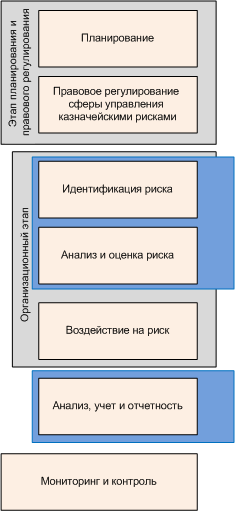 Этап планирования и
правового регулирования
Планирование
Правовое регулирование
сферы управления
казначейскими рисками
Организационный этап
Идентификация риска
Анализ и оценка риска
Воздействие на риск
Анализ, учет и отчетность
Мониторинг и контроль